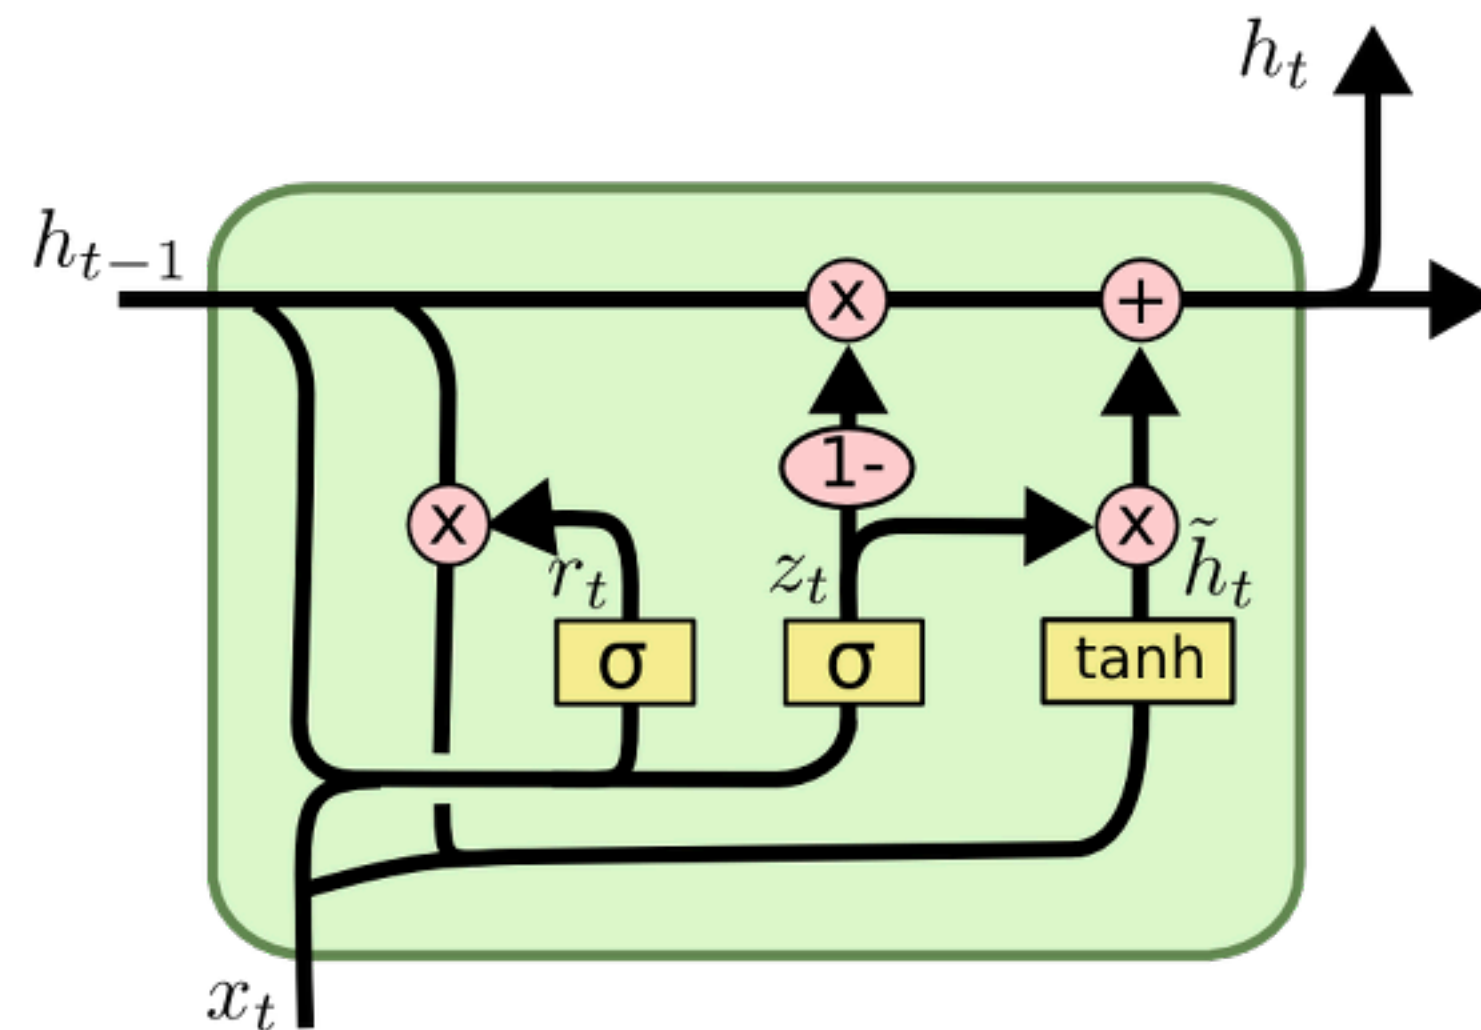 h_t
h_{t-1}
x
+
1-
x
x
r_t
z_t
h̃_t
σ
σ
tanh
x_t